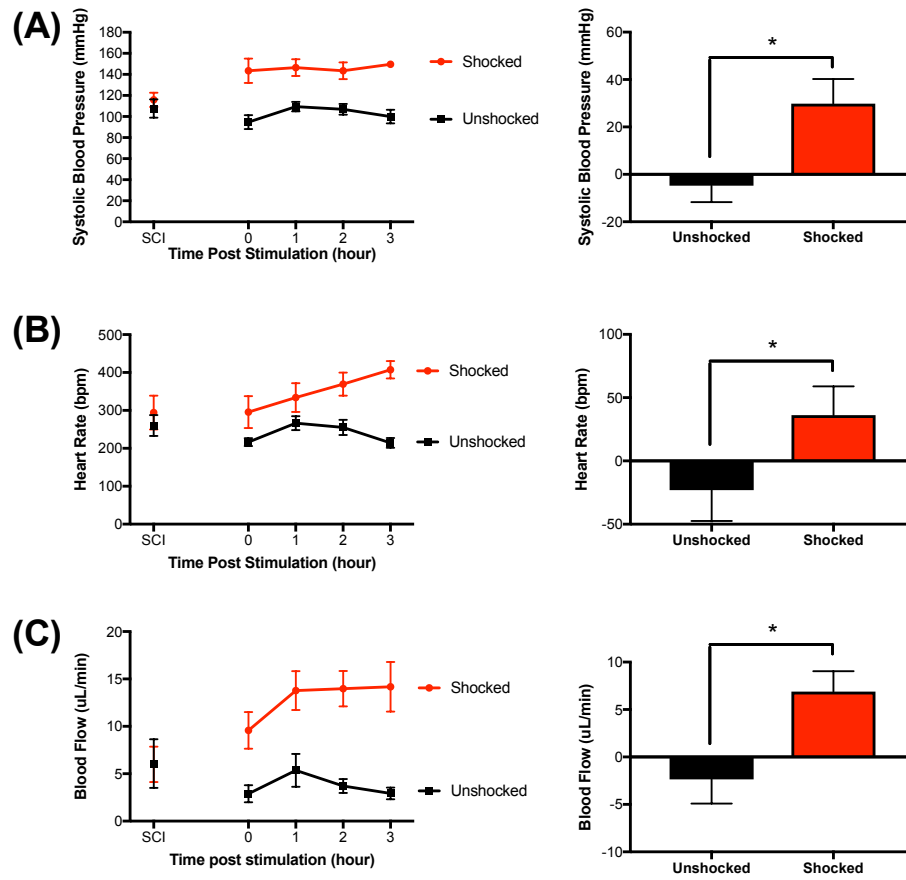 (A)
Systolic Blood Pressure (mmHg)
180
160
140
120
100
80
60
40
20
0
SCI
0
1
2
3
Time Post Stimulation (hour)
Shocked
Unshocked
Systolic Blood Pressure (mmHg)
60
40
20
0
-20
*
Unshocked
Shocked
(B)
Heart Rate (bpm)
500
400
300
200
100
0
SCI
0
1
2
3
Time Post Stimulation (hour)
Shocked
Unshocked
Heart Rate (bpm)
100
50
0
-50
*
Unshocked
Shocked
(C)
Blood Flow (uL/min)
20
15
10
5
0
SCI
0
1
2
3
Time post stimulation (hour)
Shocked
Unshocked
Blood Flow (uL/min)
10
5
0
-5
-10
*
Unshocked
Shocked